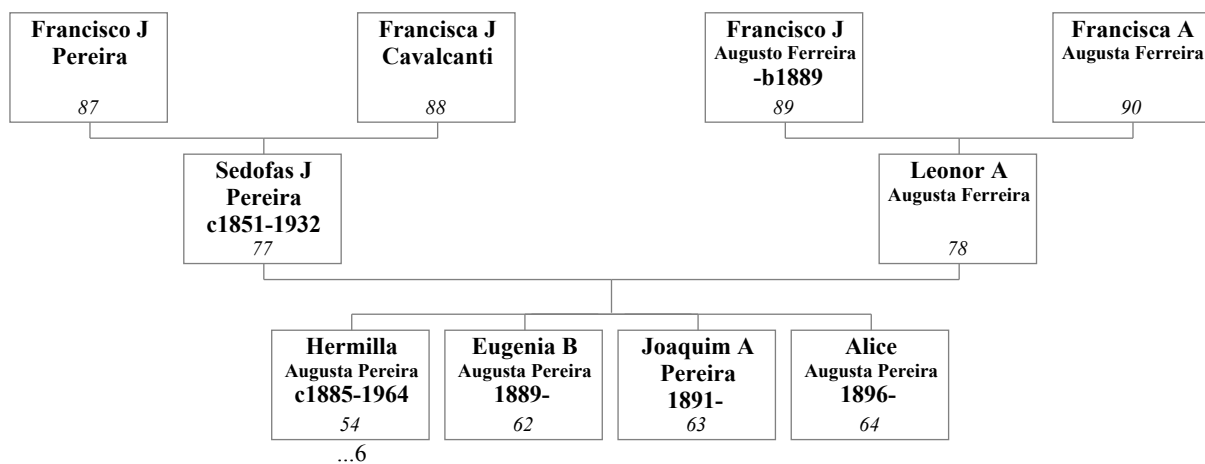 Francisco J
Pereira
87
Francisca J
Cavalcanti
88
Francisco J
Augusto Ferreira
-b1889
89
Francisca A
Augusta Ferreira
90
Sedofas J
Pereira
c1851-1932
77
Leonor A
Augusta Ferreira
78
Hermilla
Augusta Pereira
c1885-1964
54
...6
Eugenia B
Augusta Pereira
1889-
62
Joaquim A
Pereira
1891-
63
Alice
Augusta Pereira
1896-
64